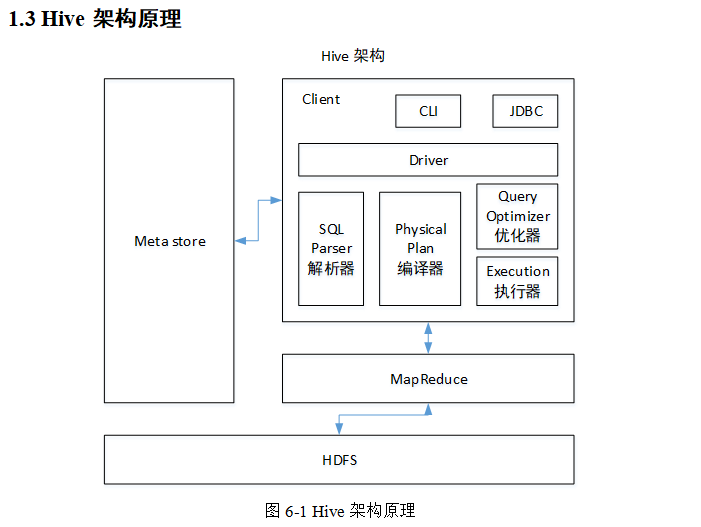 1.3 Hive 架构原理
Hive 架构
Client
CLI
JDBC
Driver
Meta store
SQL
Parser
解析器
Physical
Plan
编译器
Query
Optimizer
优化器
Execution
执行器
MapReduce
HDFS
图 6-1 Hive 架构原理